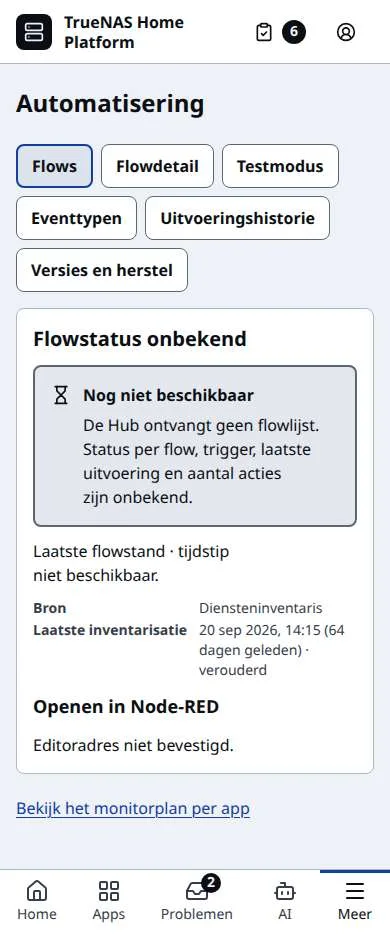 TrueNAS Home
Platform
6
Automatisering
Flows
Flowdetail
Testmodus
Eventtypen
Uitvoeringshistorie
Versies en herstel
Flowstatus onbekend
Nog niet beschikbaar
De Hub ontvangt geen flowlijst.
Status per flow, trigger, laatste
uitvoering en aantal acties
zijn onbekend.
Laatste flowstand · tijdstip
niet beschikbaar.
Bron
Diensteninventaris
Laatste inventarisatie
20 sep 2026, 14:15 (64
dagen geleden) ·
verouderd
Openen in Node-RED
Editoradres niet bevestigd.
Bekijk het monitorplan per app
2
Home
Apps
Problemen
AI
Meer